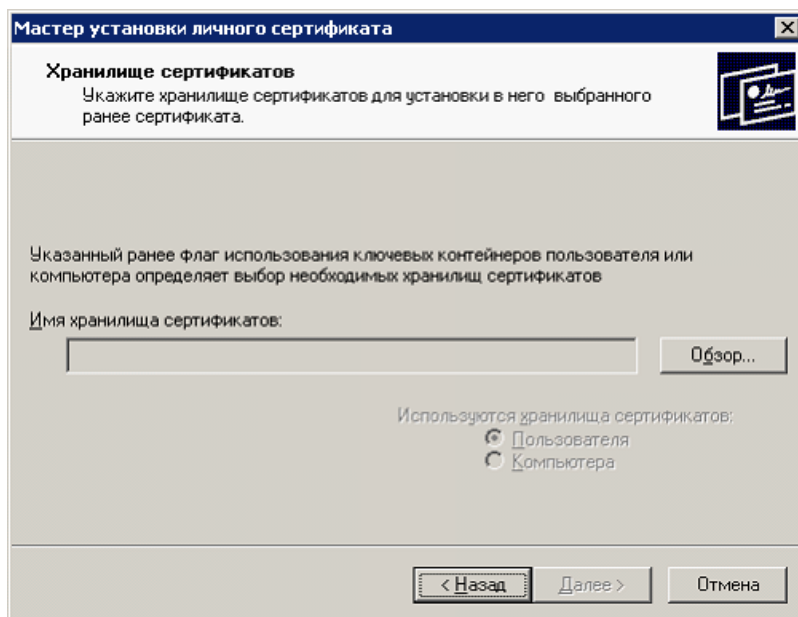 Мастер установки личного сертификата
Хранилище сертификатов
Укажите хранилище сертификатов для установки в него выбранного
ранее сертификата.
Указанный ранее флаг использования ключевых контейнеров пользователя или
компьютера определяет выбор необходимых хранилищ сертификатов
Имя хранилища сертификатов:
Обзор...
Используются хранилища сертификатов:
Пользователя
Компьютера
< Назад
Далее >
Отмена